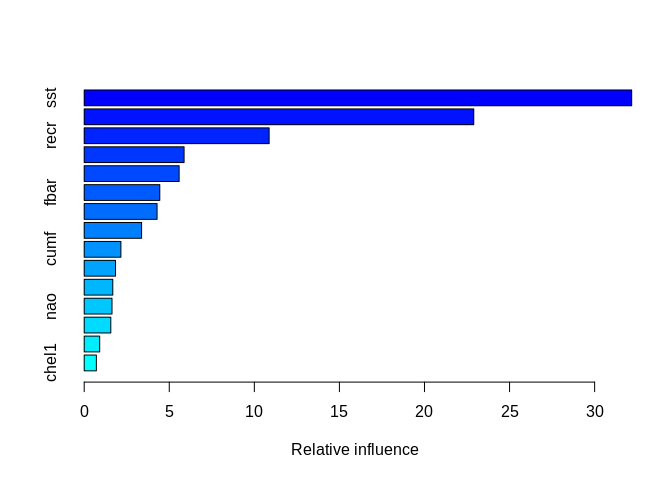 sst
recr
fbar
cumf
nao
chel1
0 5 10 15 20 25 30
Relative influence